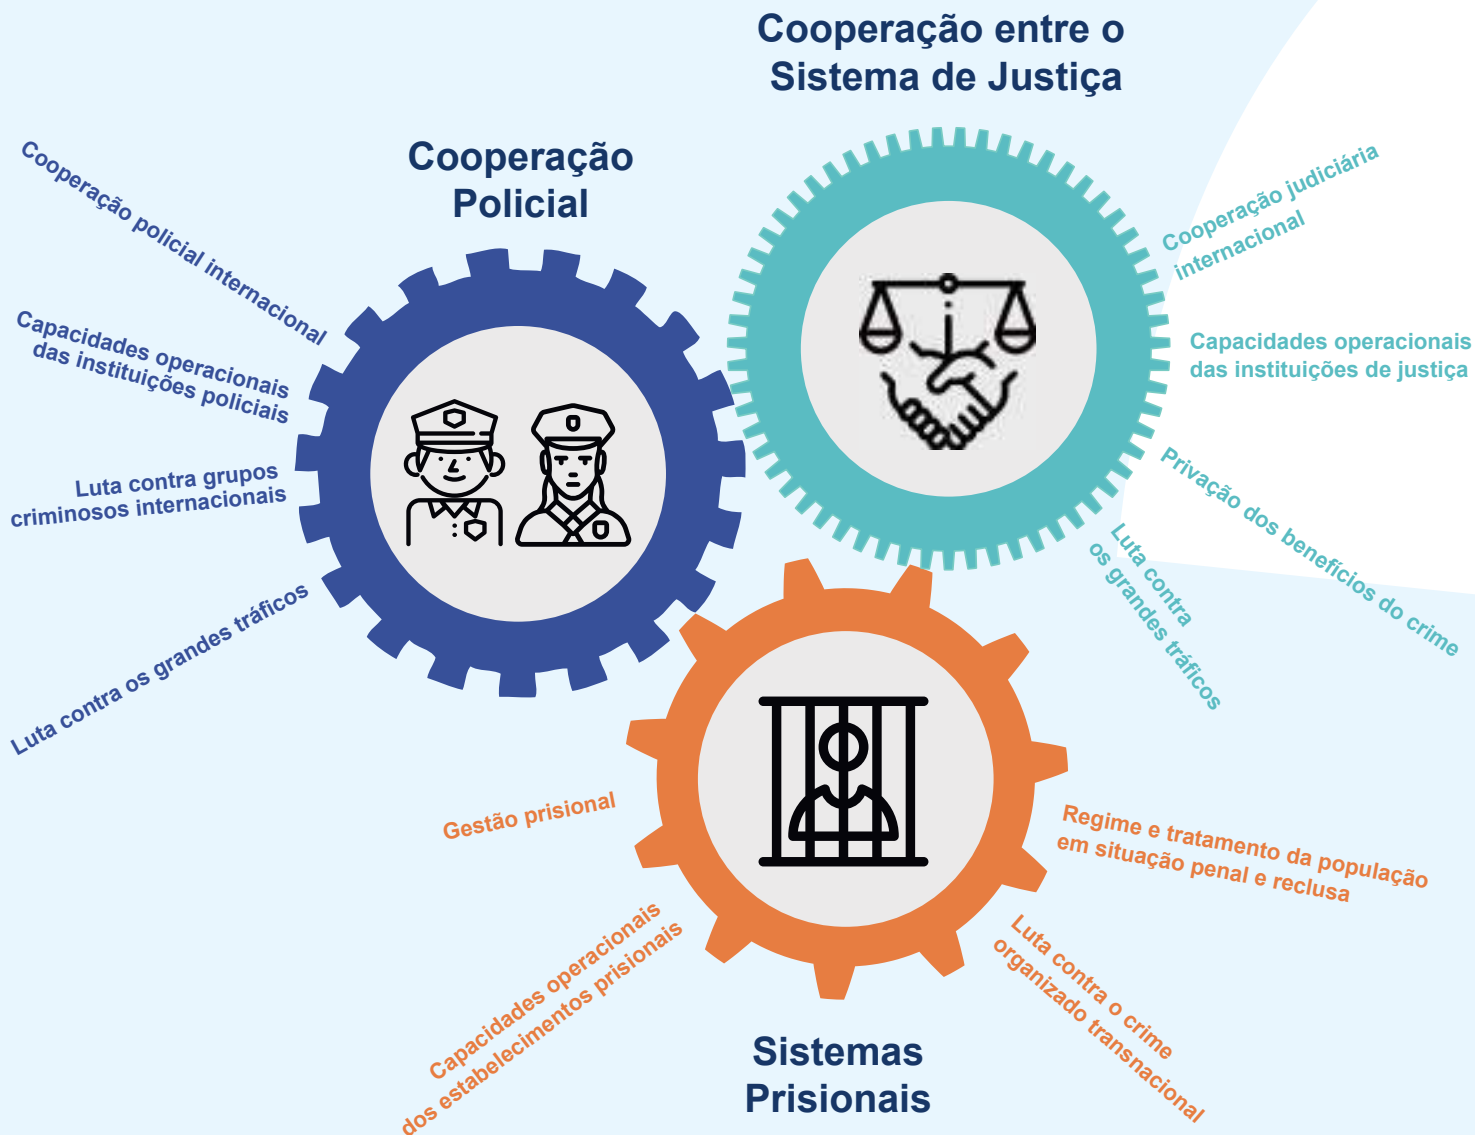 Cooperação entre o
Sistema de Justiça
Cooperação
Policial
Cooperação policial internacional
Capacidades operacionais
das instituições policiais
Luta contra grupos
criminosos internacionais
Luta contra os grandes tráficos
Cooperação judiciária
internacional
Capacidades operacionais
das instituições de justiça
Privação dos benefícios do crime
Luta contra
os grandes tráficos
Gestão prisional
Capacidades operacionais
dos estabelecimentos prisionais
Regime e tratamento da população
em situação penal e reclusa
Luta contra o crime
organizado transnacional
Sistemas
Prisionais